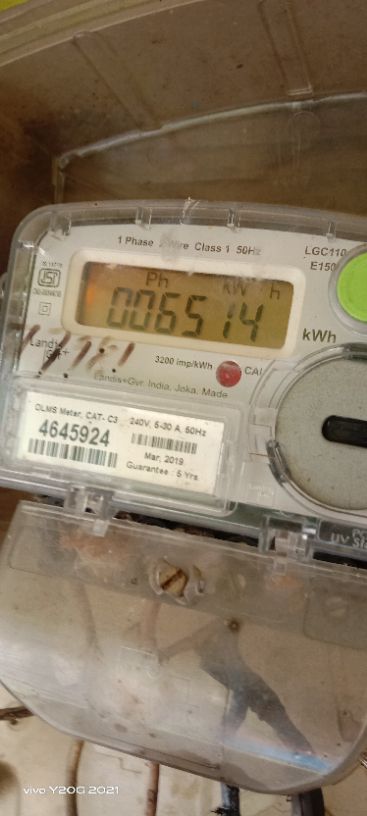 1 Phase 2 Wire Class 1 50Hz
LGC110
E150
Ph kW h
006514
kWh
Landis
Gyr+
3200 imp/kWh
CAL
Landis+Gyr, India, Joka, Made
DLMS Meter, CAT- C3
4645924
240V, 5-30 A, 50Hz
Mar, 2019
Guarantee : 5 Yrs
vivo Y20G 2021